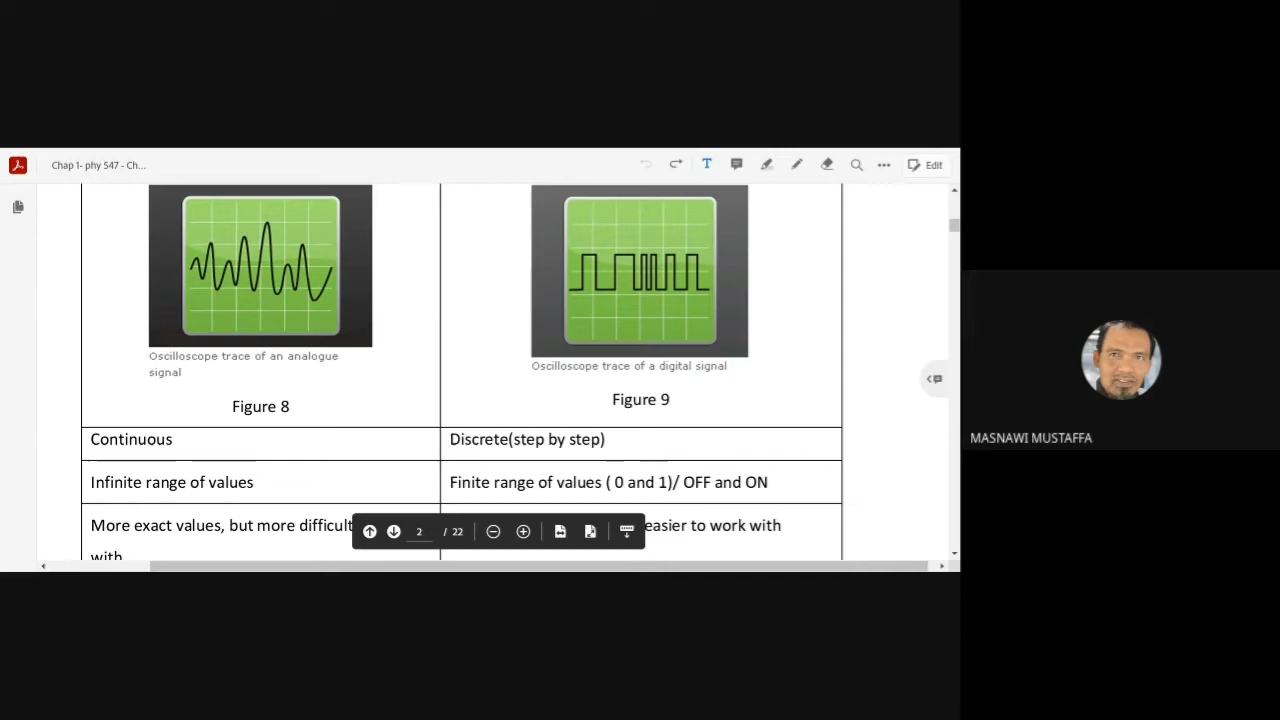 Chap 1- phy 547 - Ch...
T
Edit
Oscilloscope trace of an analogue
signal
Figure 8
Oscilloscope trace of a digital signal
Figure 9
Continuous
Discrete(step by step)
Infinite range of values
Finite range of values ( 0 and 1)/ OFF and ON
More exact values, but more difficult
with
easier to work with
2 / 22
MASNAWI MUSTAFFA